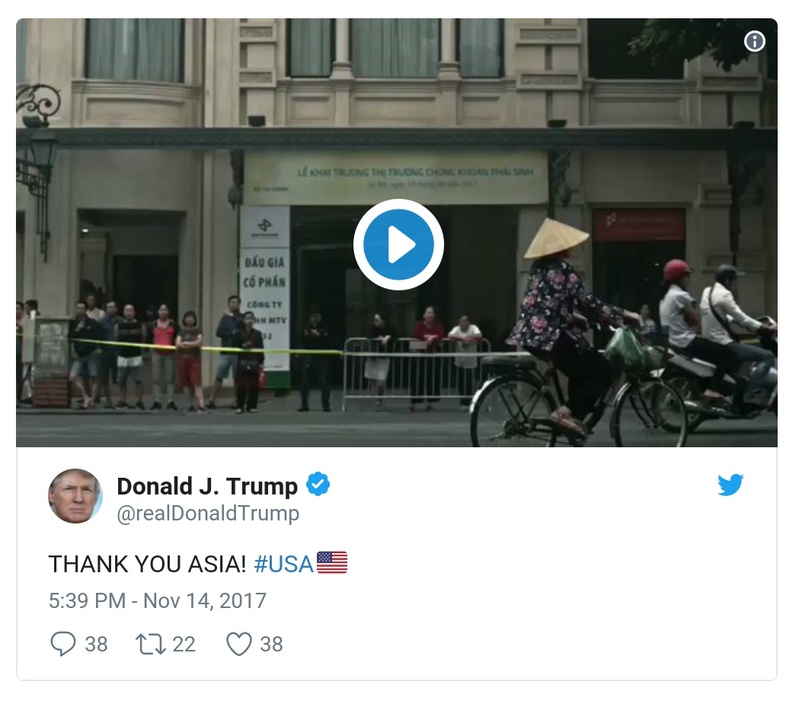 LỄ KHAI TRƯƠNG THỊ TRƯỜNG CHỨNG KHOÁN PHÁI SINH
ĐẤU GIÁ
CỔ PHẦN
CÔNG TY
MTV
Donald J. Trump
@realDonaldTrump
THANK YOU ASIA! #USA🇺🇸
5:39 PM - Nov 14, 2017
38 22 38